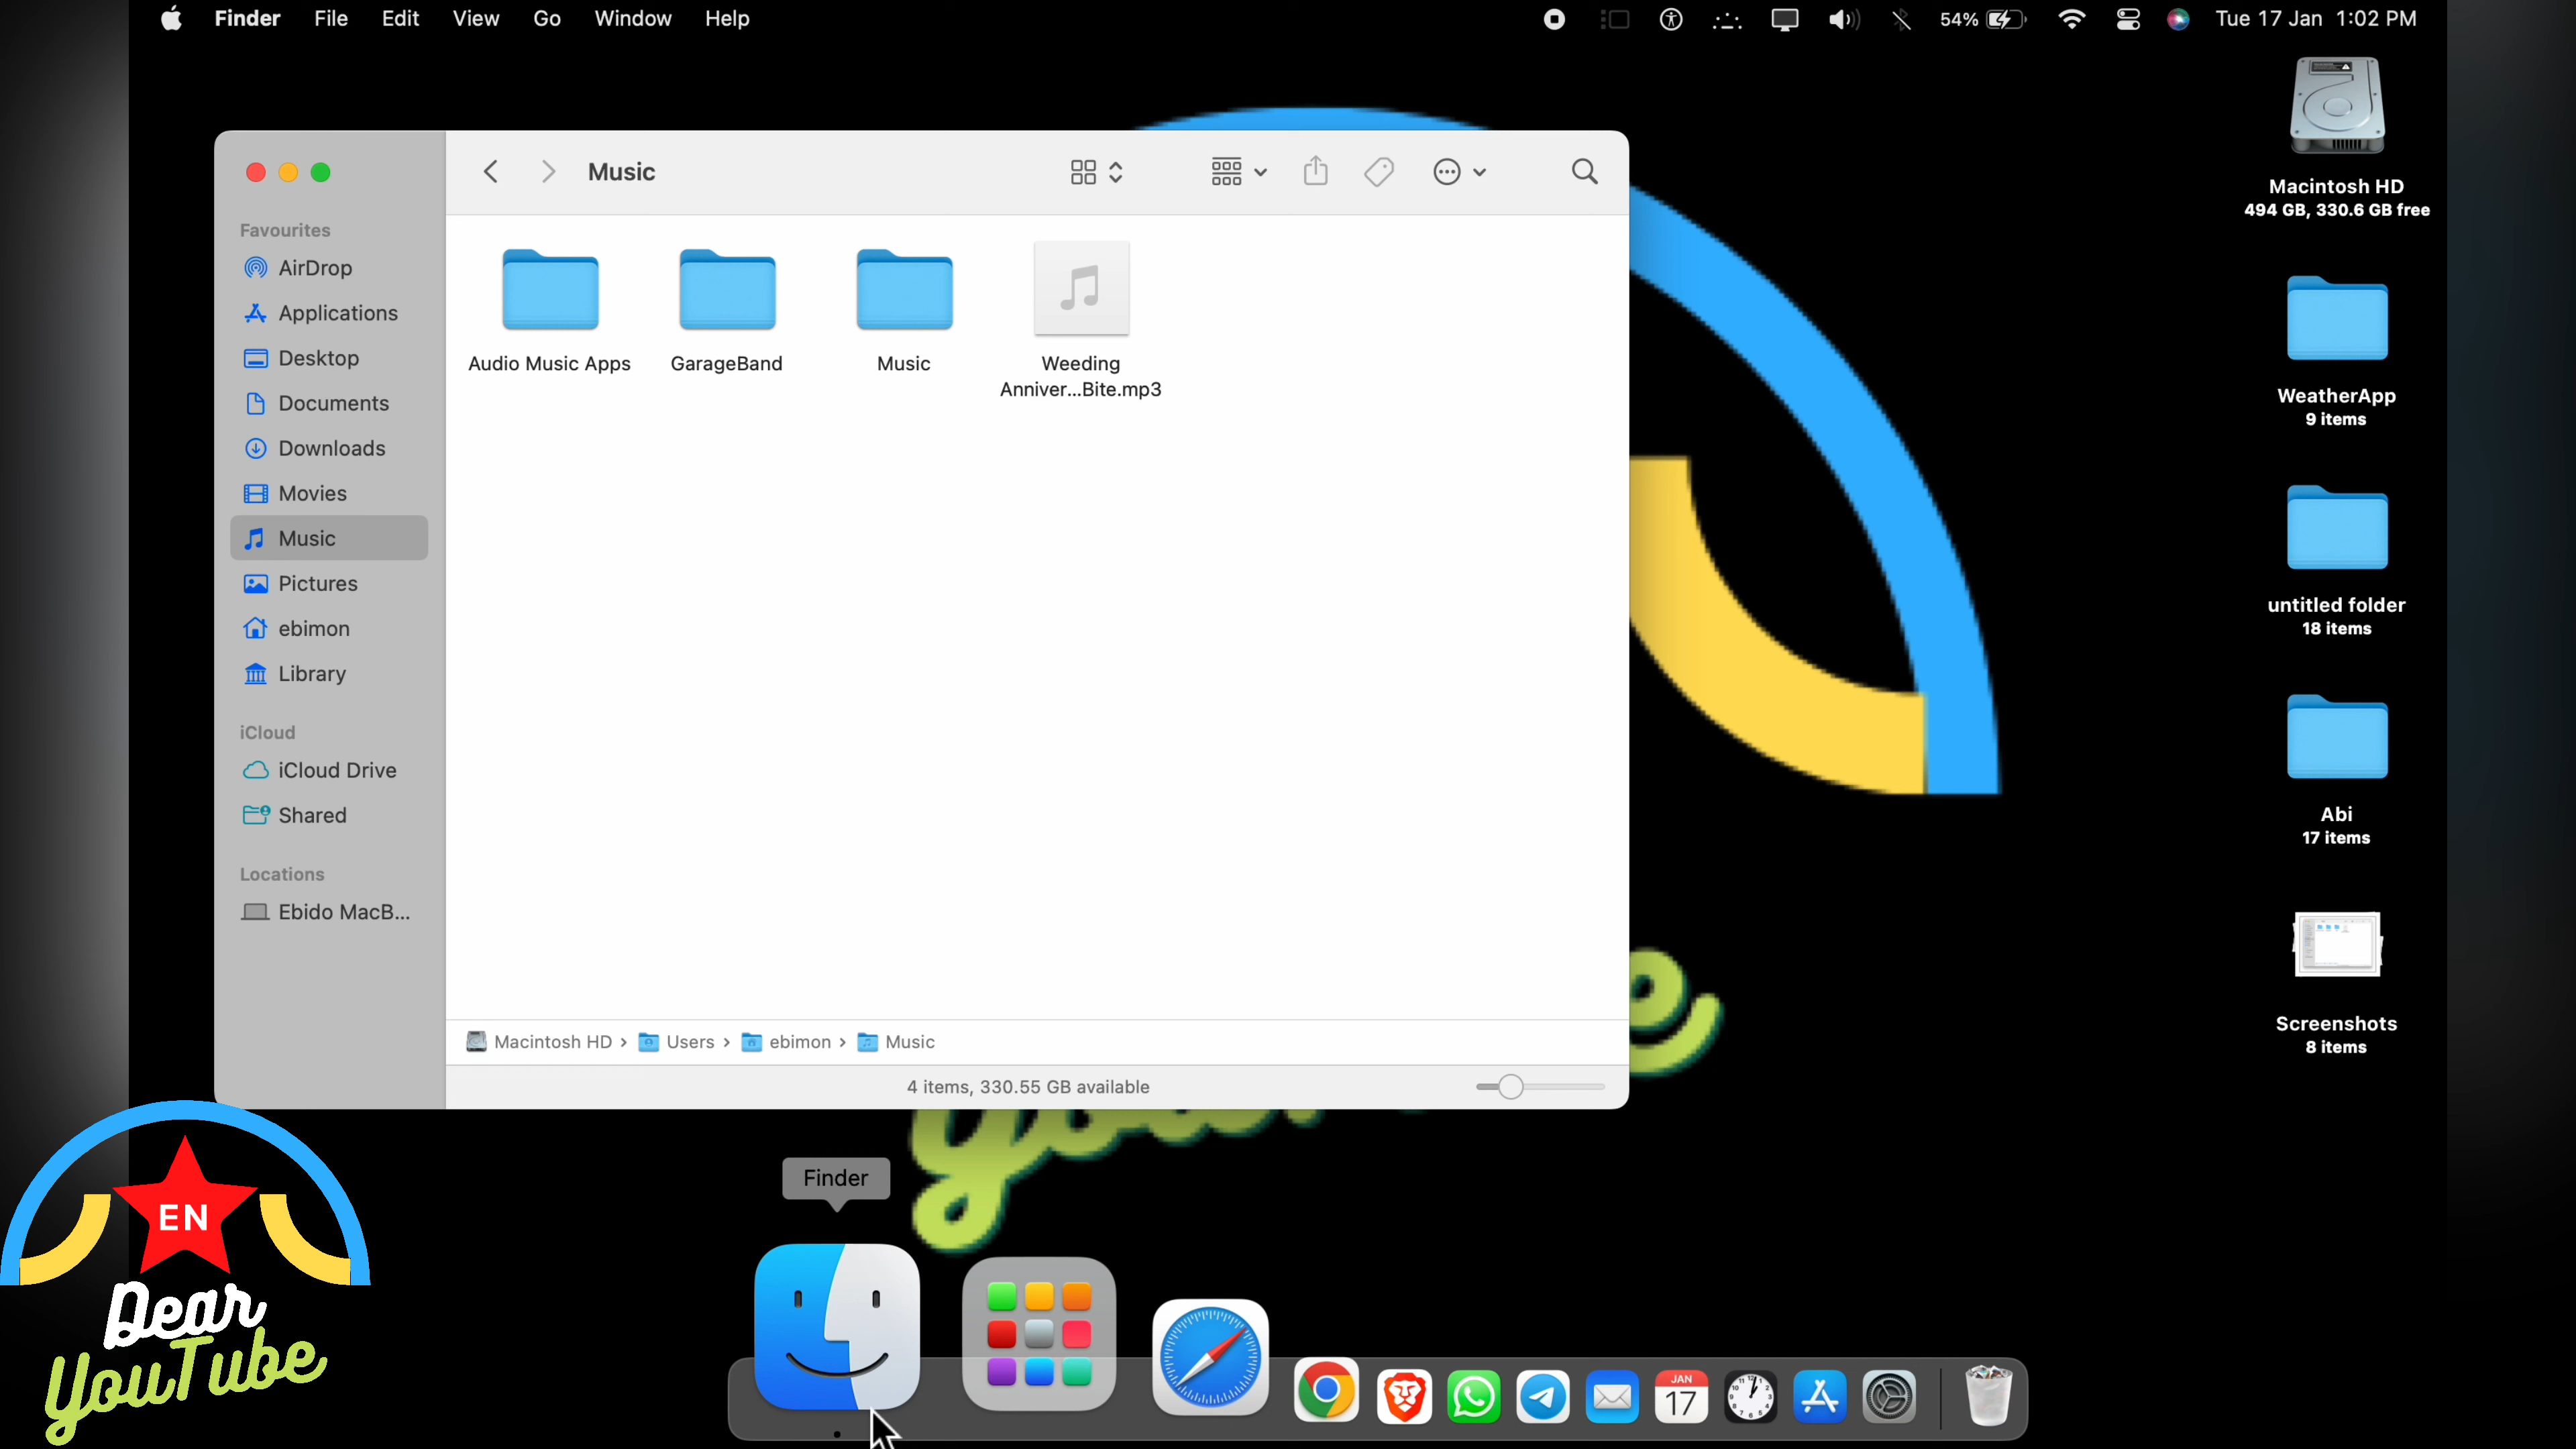 Finder File Edit View Go Window Help
54%
Tue 17 Jan 1:02 PM
Music
Favourites
AirDrop
Applications
Desktop
Documents
Downloads
Movies
Music
Pictures
ebimon
Library
iCloud
iCloud Drive
Shared
Locations
Ebido MacB...
Audio Music Apps
GarageBand
Music
Weeding
Anniver...Bite.mp3
Macintosh HD › Users › ebimon › Music
4 items, 330.55 GB available
Macintosh HD
494 GB, 330.6 GB free
WeatherApp
9 items
untitled folder
18 items
Abi
17 items
Screenshots
8 items
Finder
JAN
17
EN
Dear
YouTube